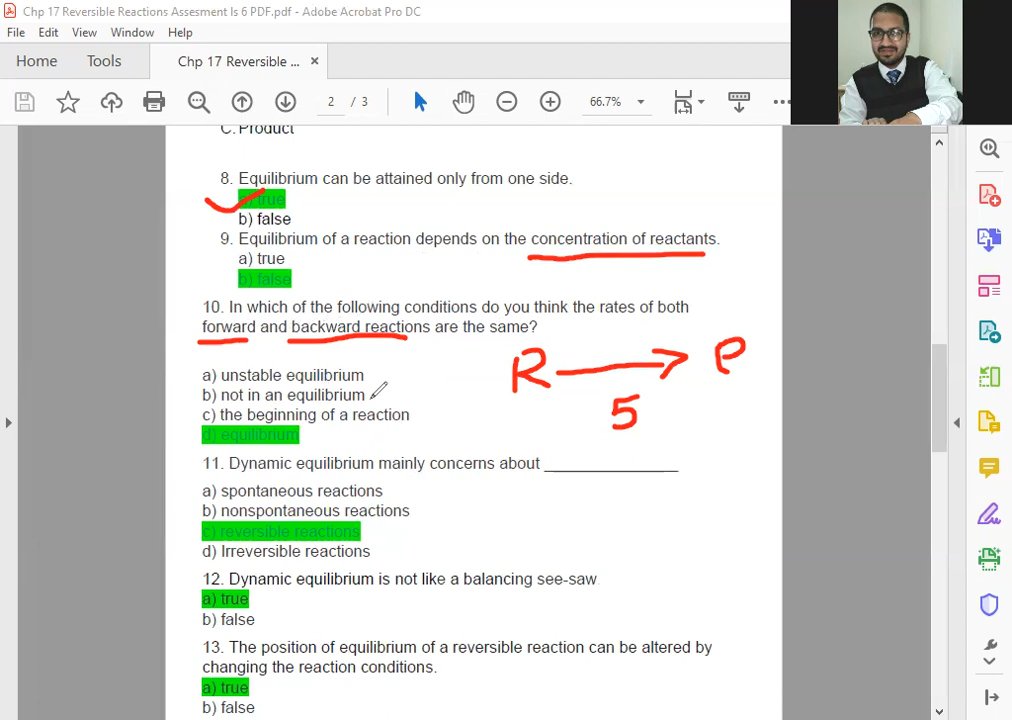 Chp 17 Reversible Reactions Assesment Is 6 PDF.pdf - Adobe Acrobat Pro DC
File Edit View Window Help
Home Tools Chp 17 Reversible ... ×
2 / 3 66.7%
C. Product
8. Equilibrium can be attained only from one side.
a) true
b) false
9. Equilibrium of a reaction depends on the concentration of reactants.
a) true
b) false
10. In which of the following conditions do you think the rates of both
forward and backward reactions are the same?
R → P
5
a) unstable equilibrium
b) not in an equilibrium
c) the beginning of a reaction
d) equilibrium
11. Dynamic equilibrium mainly concerns about _______________
a) spontaneous reactions
b) nonspontaneous reactions
c) reversible reactions
d) Irreversible reactions
12. Dynamic equilibrium is not like a balancing see-saw
a) true
b) false
13. The position of equilibrium of a reversible reaction can be altered by
changing the reaction conditions.
a) true
b) false